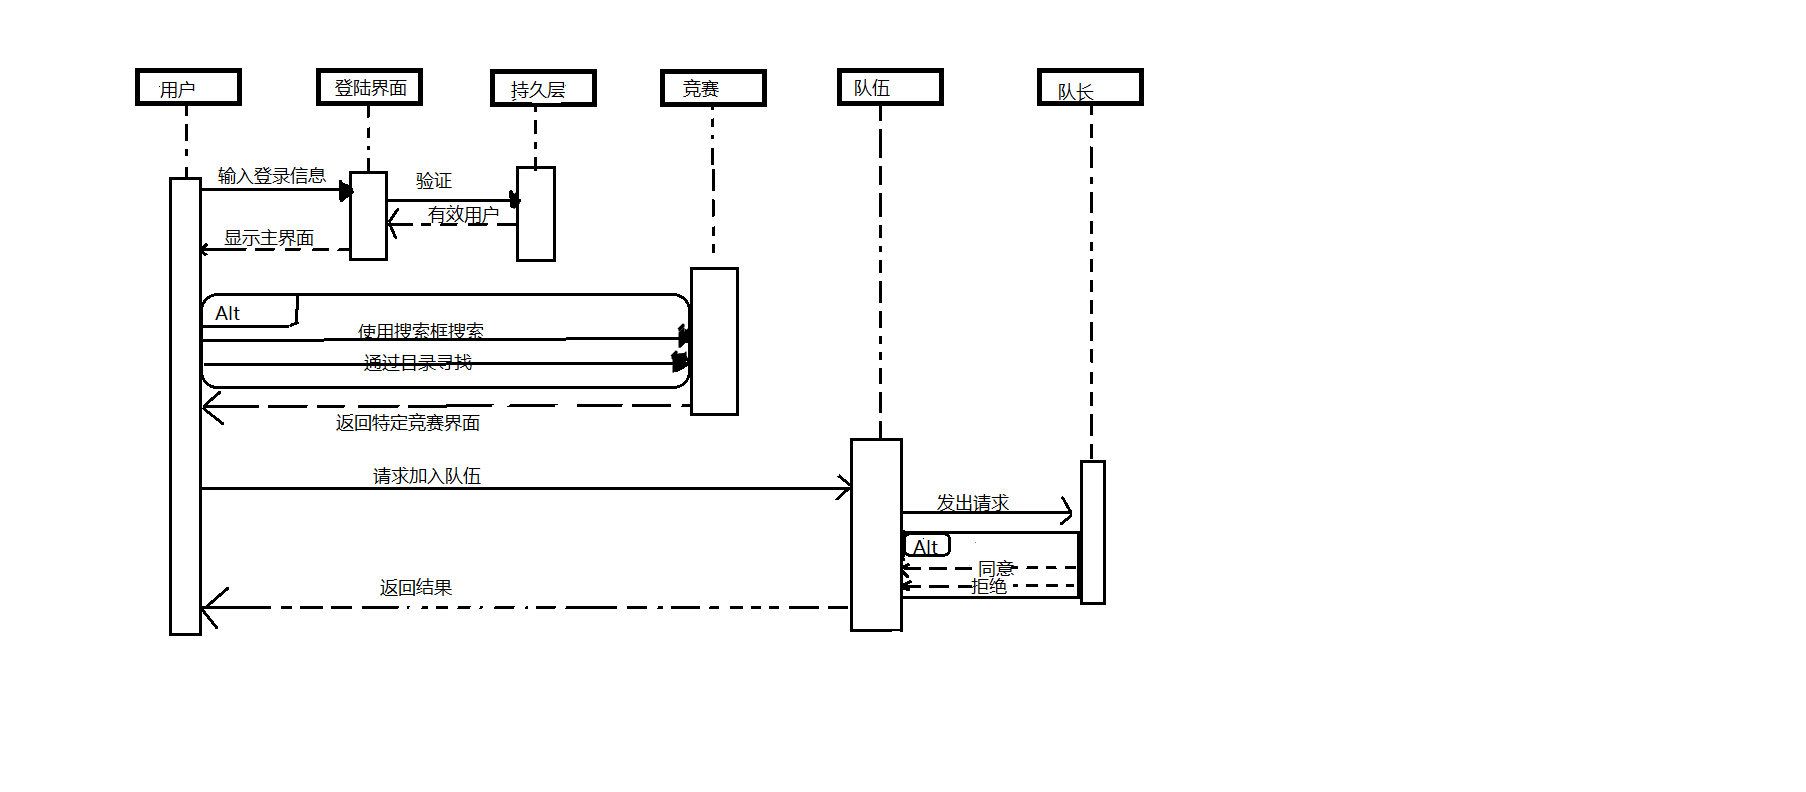 用户
登陆界面
持久层
竞赛
队伍
队长
输入登录信息
验证
有效用户
显示主界面
Alt
使用搜索框搜索
通过目录寻找
返回特定竞赛界面
请求加入队伍
发出请求
Alt
同意
拒绝
返回结果